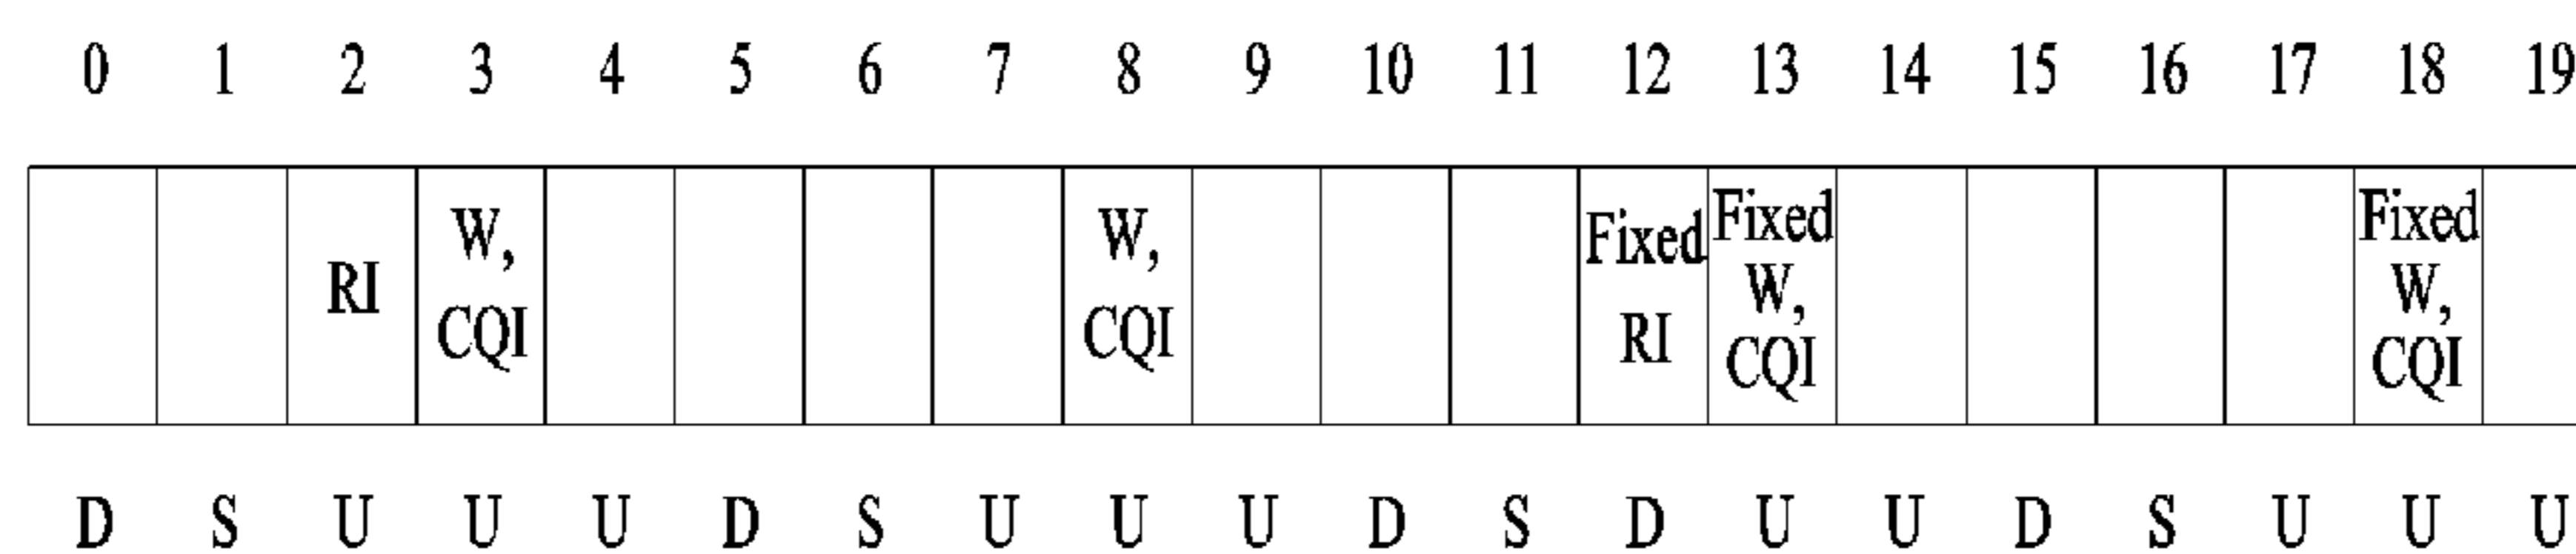 0 1 2 3 4 5 6 7 8 9 10 11 12 13 14 15 16 17 18 19
RI
W,
CQI
W,
CQI
Fixed
RI
Fixed
W,
CQI
Fixed
W,
CQI
D S U U U D S U U U D S D U U D S U U U